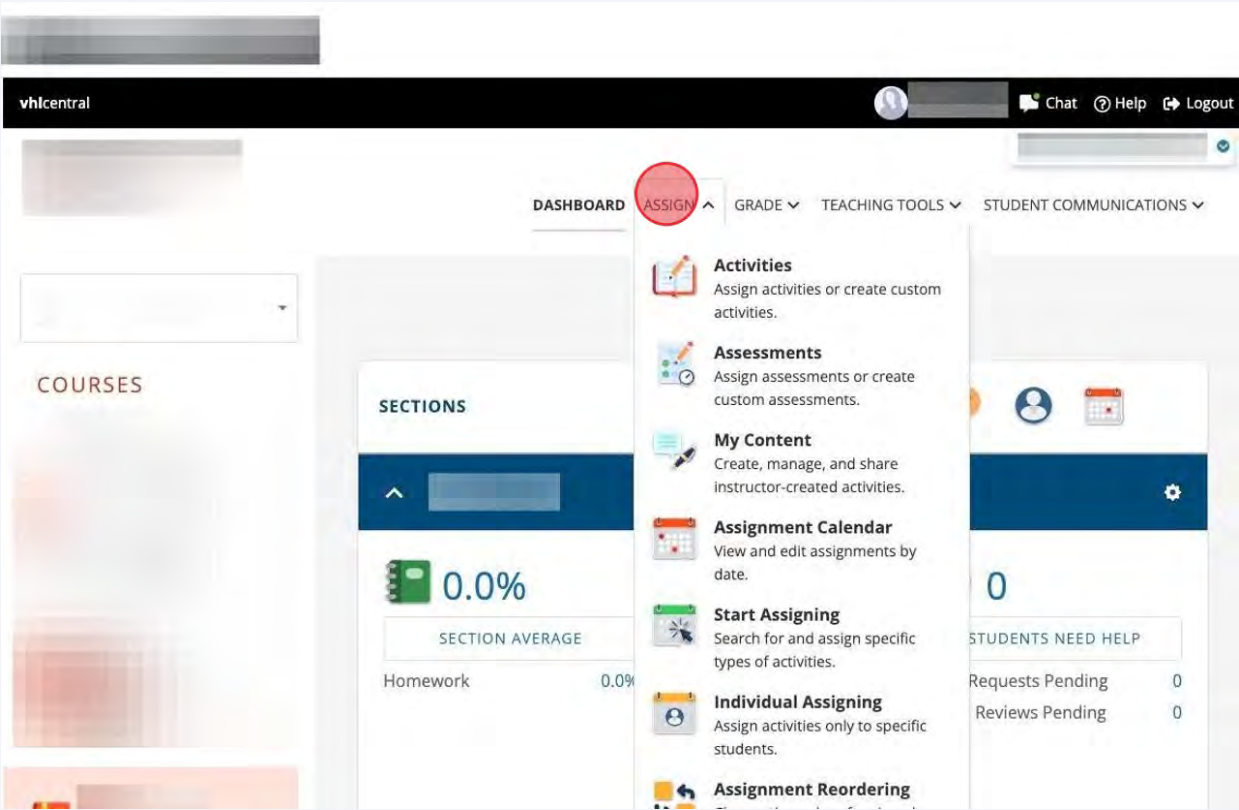 vhlcentral
Chat Help Logout
DASHBOARD ASSIGN GRADE TEACHING TOOLS STUDENT COMMUNICATIONS
Activities
Assign activities or create custom
activities.
Assessments
Assign assessments or create
custom assessments.
My Content
Create, manage, and share
instructor-created activities.
Assignment Calendar
View and edit assignments by
date.
Start Assigning
Search for and assign specific
types of activities.
Individual Assigning
Assign activities only to specific
students.
Assignment Reordering
COURSES
SECTIONS
0.0%
SECTION AVERAGE
Homework 0.0%
0
STUDENTS NEED HELP
Requests Pending 0
Reviews Pending 0